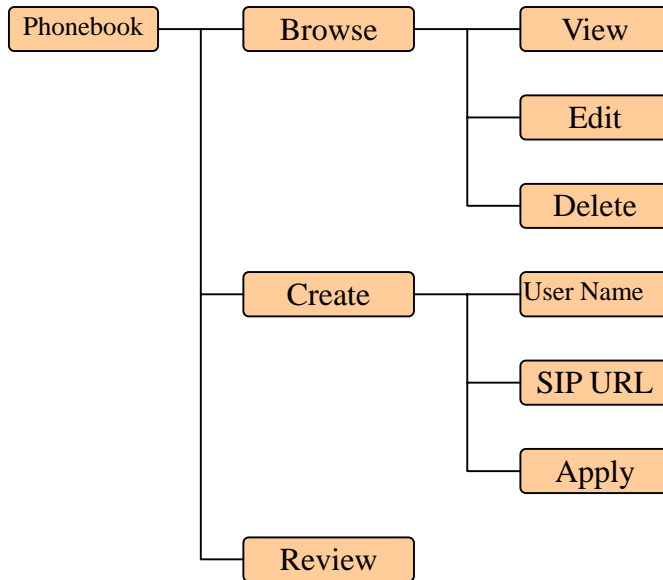 Phonebook
Browse
View
Edit
Delete
Create
User Name
SIP URL
Apply
Review